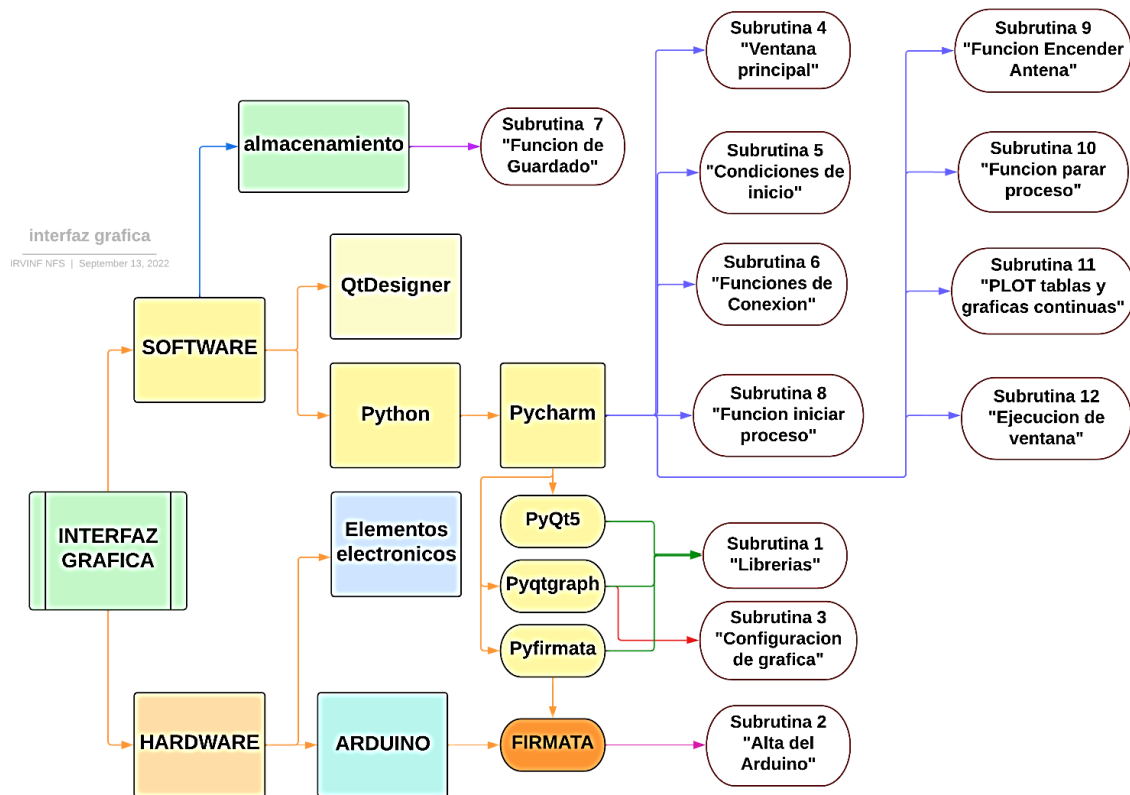 Subrutina 4
"Ventana
principal"
Subrutina 9
"Funcion Encender
Antena"
almacenamiento
Subrutina 7
"Funcion de
Guardado"
Subrutina 5
"Condiciones de
inicio"
Subrutina 10
"Funcion parar
proceso"
interfaz grafica
IRVINF NFS | September 13, 2022
QtDesigner
Subrutina 6
"Funciones de
Conexion"
Subrutina 11
"PLOT tablas y
graficas continuas"
SOFTWARE
Python
Pycharm
Subrutina 8
"Funcion iniciar
proceso"
Subrutina 12
"Ejecucion de
ventana"
INTERFAZ
GRAFICA
Elementos
electronicos
PyQt5
Pyqtgraph
Pyfirmata
Subrutina 1
"Librerias"
Subrutina 3
"Configuracion
de grafica"
HARDWARE
ARDUINO
FIRMATA
Subrutina 2
"Alta del
Arduino"